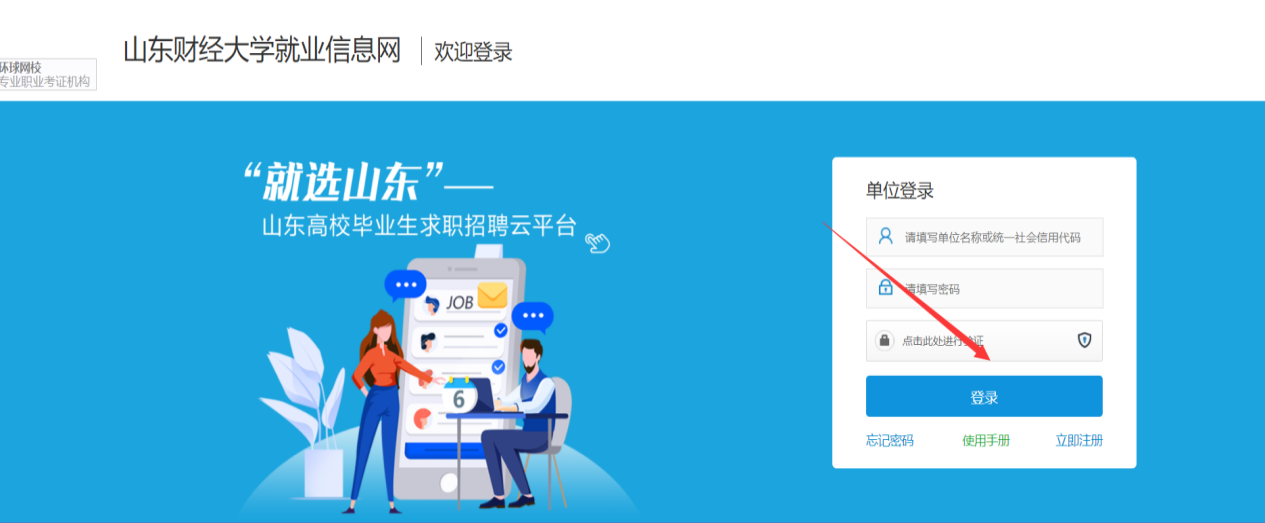 山东财经大学就业信息网
欢迎登录
环球网校
专业职业考证机构
“就选山东”——
山东高校毕业生求职招聘云平台
JOB
6
单位登录
请填写单位名称或统一社会信用代码
请填写密码
点击此处进行验证
登录
忘记密码 使用手册 立即注册